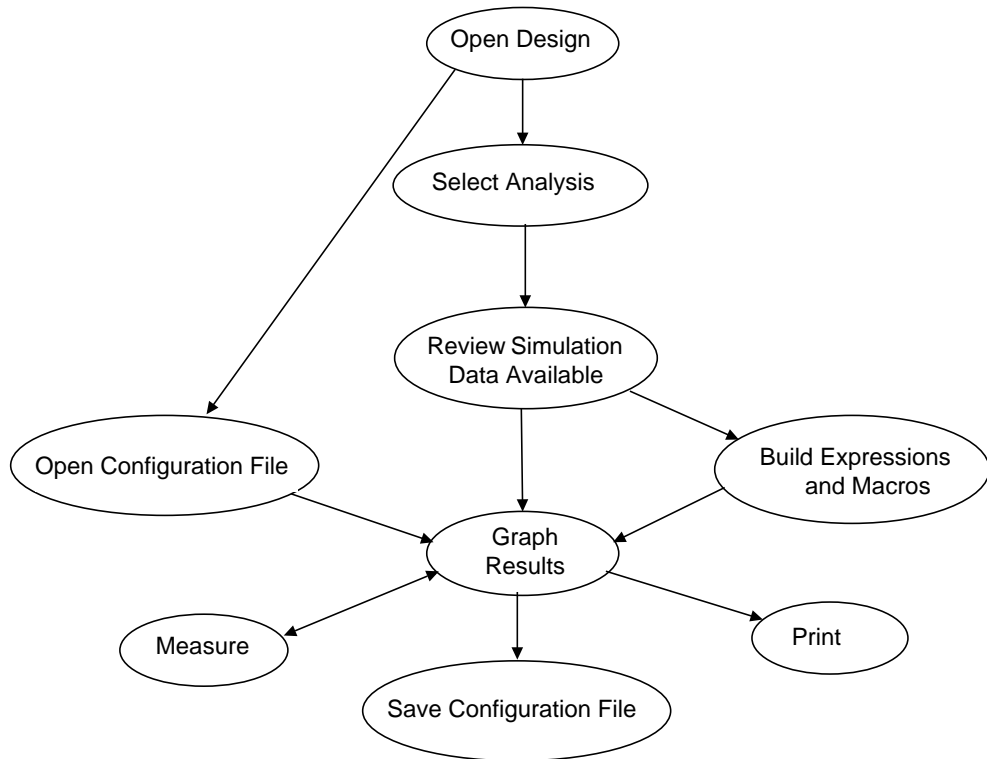 Open Design
Select Analysis
Review Simulation
Data Available
Open Configuration File
Build Expressions
and Macros
Graph
Results
Measure
Print
Save Configuration File